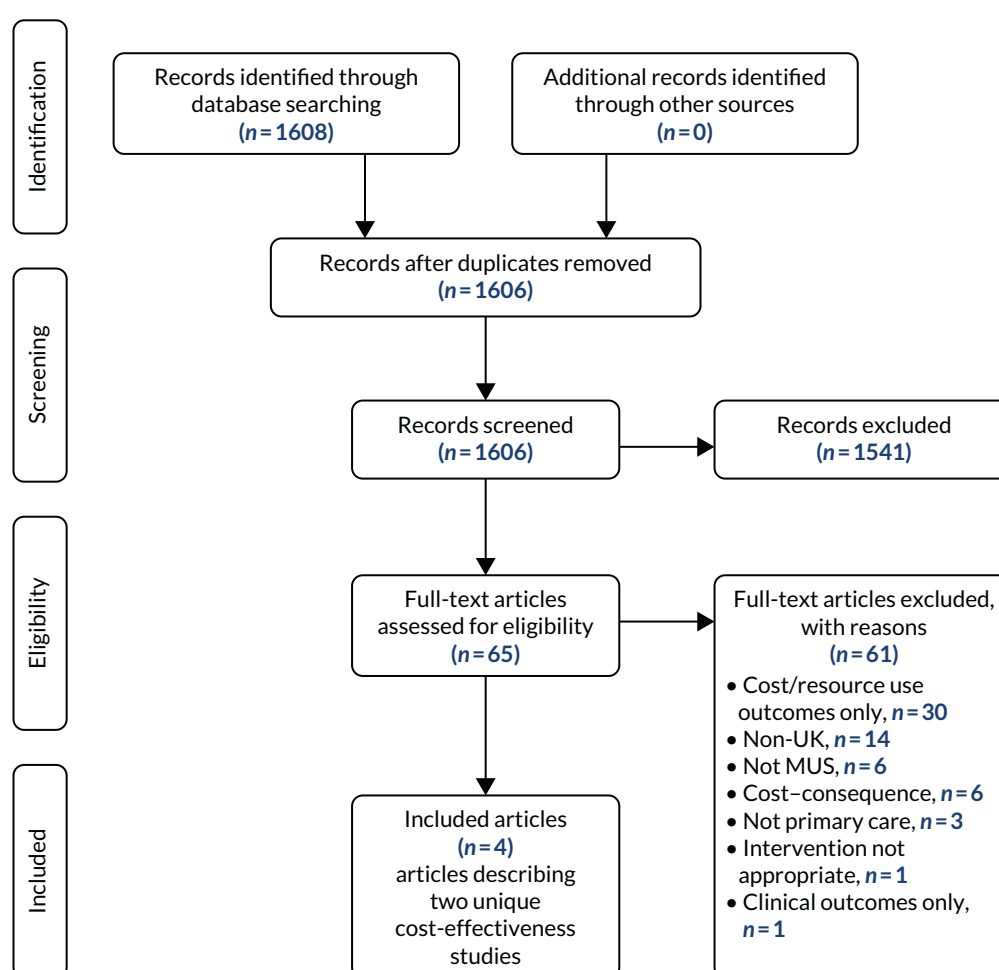 Identification
Records identified through
database searching
(n = 1608)
Additional records identified
through other sources
(n = 0)
Records after duplicates removed
(n = 1606)
Screening
Records screened
(n = 1606)
Records excluded
(n = 1541)
Eligibility
Full-text articles
assessed for eligibility
(n = 65)
Full-text articles excluded,
with reasons
(n = 61)
• Cost/resource use
outcomes only, n = 30
• Non-UK, n = 14
• Not MUS, n = 6
• Cost–consequence, n = 6
• Not primary care, n = 3
• Intervention not
appropriate, n = 1
• Clinical outcomes only,
n = 1
Included
Included articles
(n = 4)
articles describing
two unique
cost-effectiveness
studies